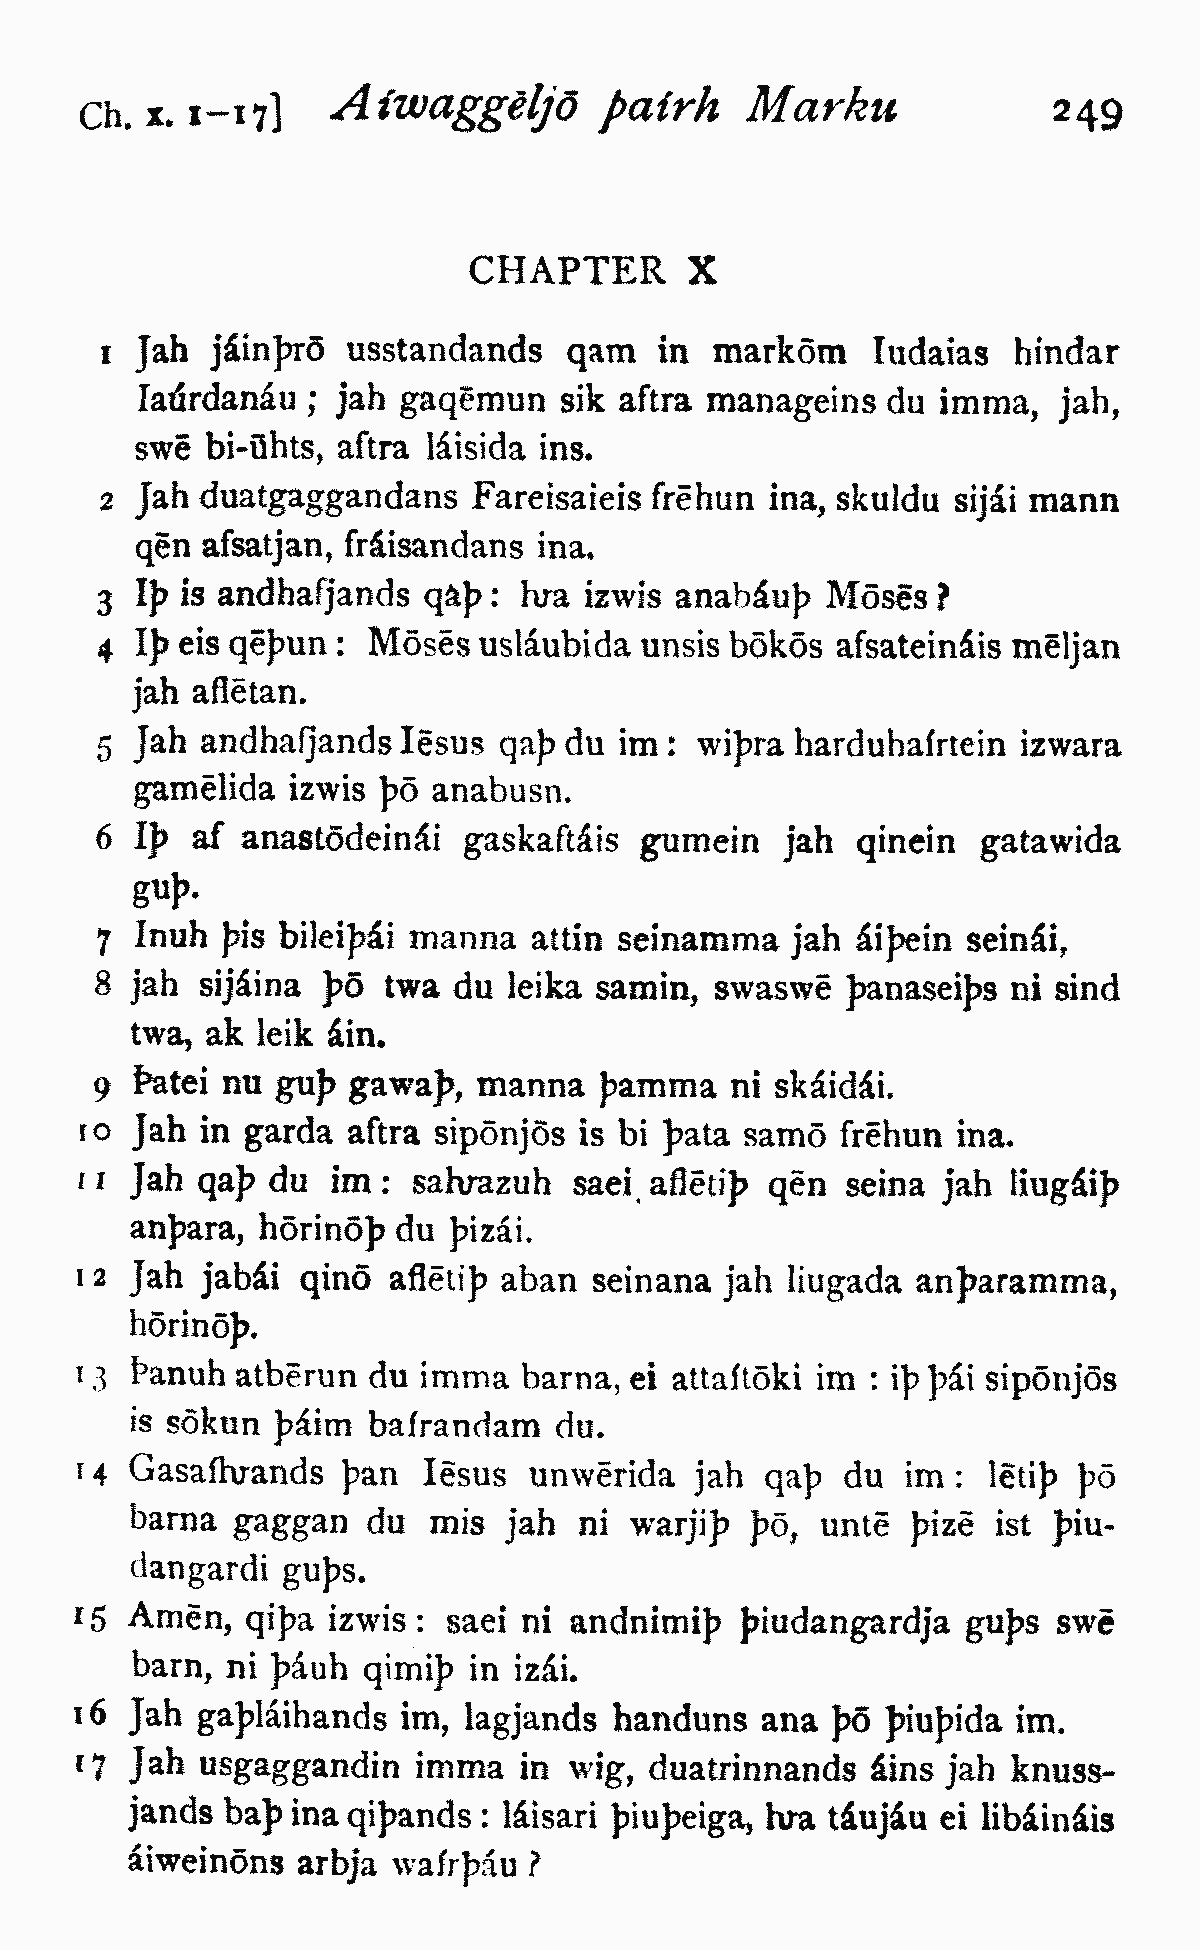 Ch. x. 1–17] Aíwaggēljō þaírh Marku 249
CHAPTER X
1 Jah jáinþrō usstandands qam in markōm Iudaias hindar
Iaúrdanáu ; jah gaqēmun sik aftra manageins du imma, jah,
swē bi-ūhts, aftra láisida ins.
2 Jah duatgaggandans Fareisaieis frēhun ina, skuldu sijái mann
qēn afsatjan, fráisandans ina.
3 Iþ is andhafjands qaþ : ƕa izwis anabáuþ Mōsēs ?
4 Iþ eis qēþun : Mōsēs usláubida unsis bōkōs afsateináis mēljan
jah aflētan.
5 Jah andhafjands Iēsus qaþ du im : wiþra harduhaírtein izwara
gamēlida izwis þō anabusn.
6 Iþ af anastōdeinái gaskaftáis gumein jah qinein gatawida
guþ.
7 Inuh þis bileiþái manna attin seinamma jah áiþein seinái,
8 jah sijáina þō twa du leika samin, swaswē þanaseiþs ni sind
twa, ak leik áin.
9 Þatei nu guþ gawaþ, manna þamma ni skáidái.
10 Jah in garda aftra sipōnjōs is bi þata samō frēhun ina.
11 Jah qaþ du im : saƕazuh saei aflētiþ qēn seina jah liugáiþ
anþara, hōrinōþ du þizái.
12 Jah jabái qinō aflētiþ aban seinana jah liugada anþaramma,
hōrinōþ.
13 Þanuh atbērun du imma barna, ei attaítōki im : iþ þái sipōnjōs
is sōkun þáim baírandam du.
14 Gasaíƕands þan Iēsus unwērida jah qaþ du im : lētiþ þō
barna gaggan du mis jah ni warjiþ þō, untē þizē ist þiu-
dangardi guþs.
15 Amēn, qiþa izwis : saei ni andnimiþ þiudangardja guþs swē
barn, ni þáuh qimiþ in izái.
16 Jah gaþláihands im, lagjands handuns ana þō þiuþida im.
17 Jah usgaggandin imma in wig, duatrinnands áins jah knuss-
jands baþ ina qiþands : láisari þiuþeiga, ƕa táujáu ei libáináis
áiweinōns arbja waírþáu ?